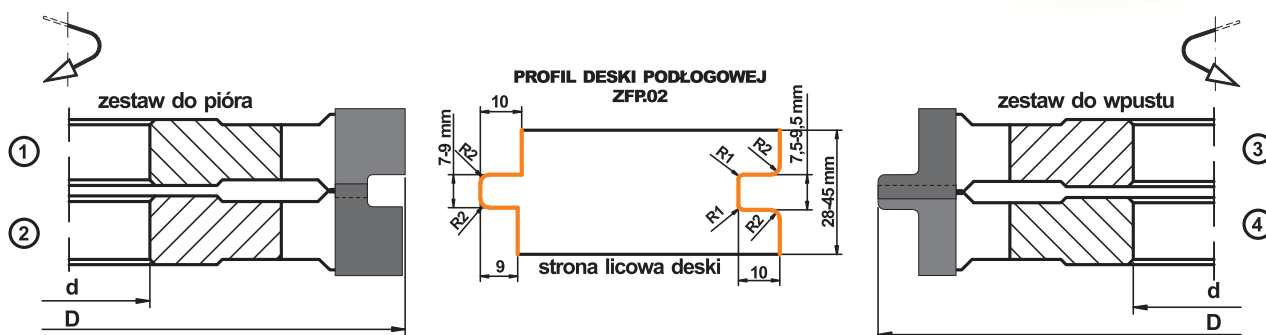 zestaw do pióra
1
2
d
D
PROFIL DESKI PODŁOGOWEJ
ZFP.02
10
7-9 mm
R2
R2
9
R1
R2
R1
R2
7,5-9,5 mm
28-45 mm
strona licowa deski
10
zestaw do wpustu
3
4
d
D